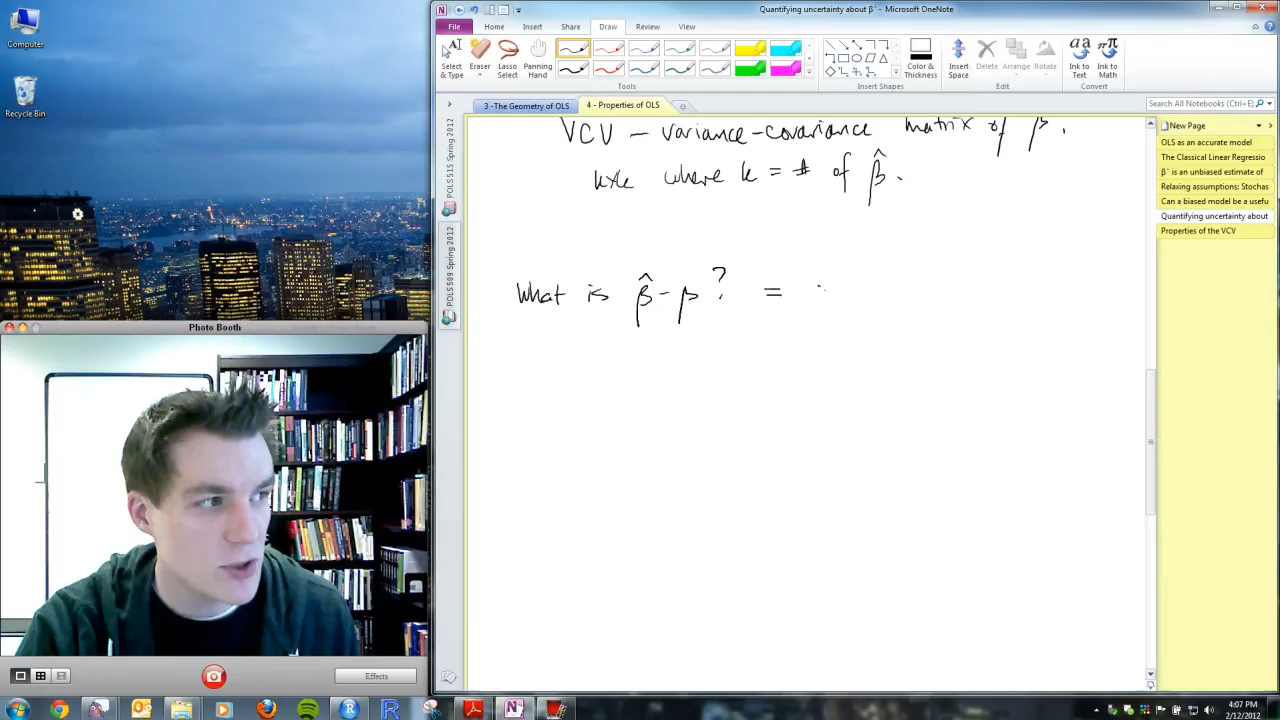 Quantifying uncertainty about β^ - Microsoft OneNote
File Home Insert Share Draw Review View
Computer
Recycle Bin
Select & Type
Eraser
Lasso Select
Panning Hand
Color & Thickness
Insert Space
Delete
Arrange
Rotate
Ink to Text
Ink to Math
Tools
Insert Shapes
Edit
Convert
3 -The Geometry of OLS
4 - Properties of OLS
Search All Notebooks (Ctrl+E)
New Page
OLS as an accurate model
The Classical Linear Regressio
β^ is an unbiased estimate of
Relaxing assumptions: Stochas
Can a biased model be a usefu
Quantifying uncertainty about
Properties of the VCV
POLS 515 Spring 2012
POLS 509 Spring 2012
VCV – variance-covariance matrix of β̂.
k×k where k = # of β̂.
What is β̂ - β? =
Photo Booth
Effects
4:07 PM
2/12/2012